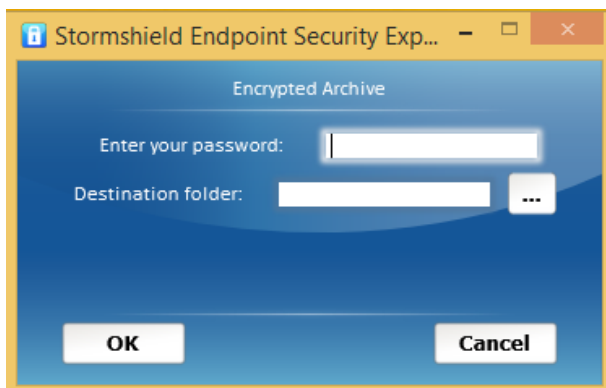 Stormshield Endpoint Security Exp...
Encrypted Archive
Enter your password:
Destination folder:
...
OK
Cancel